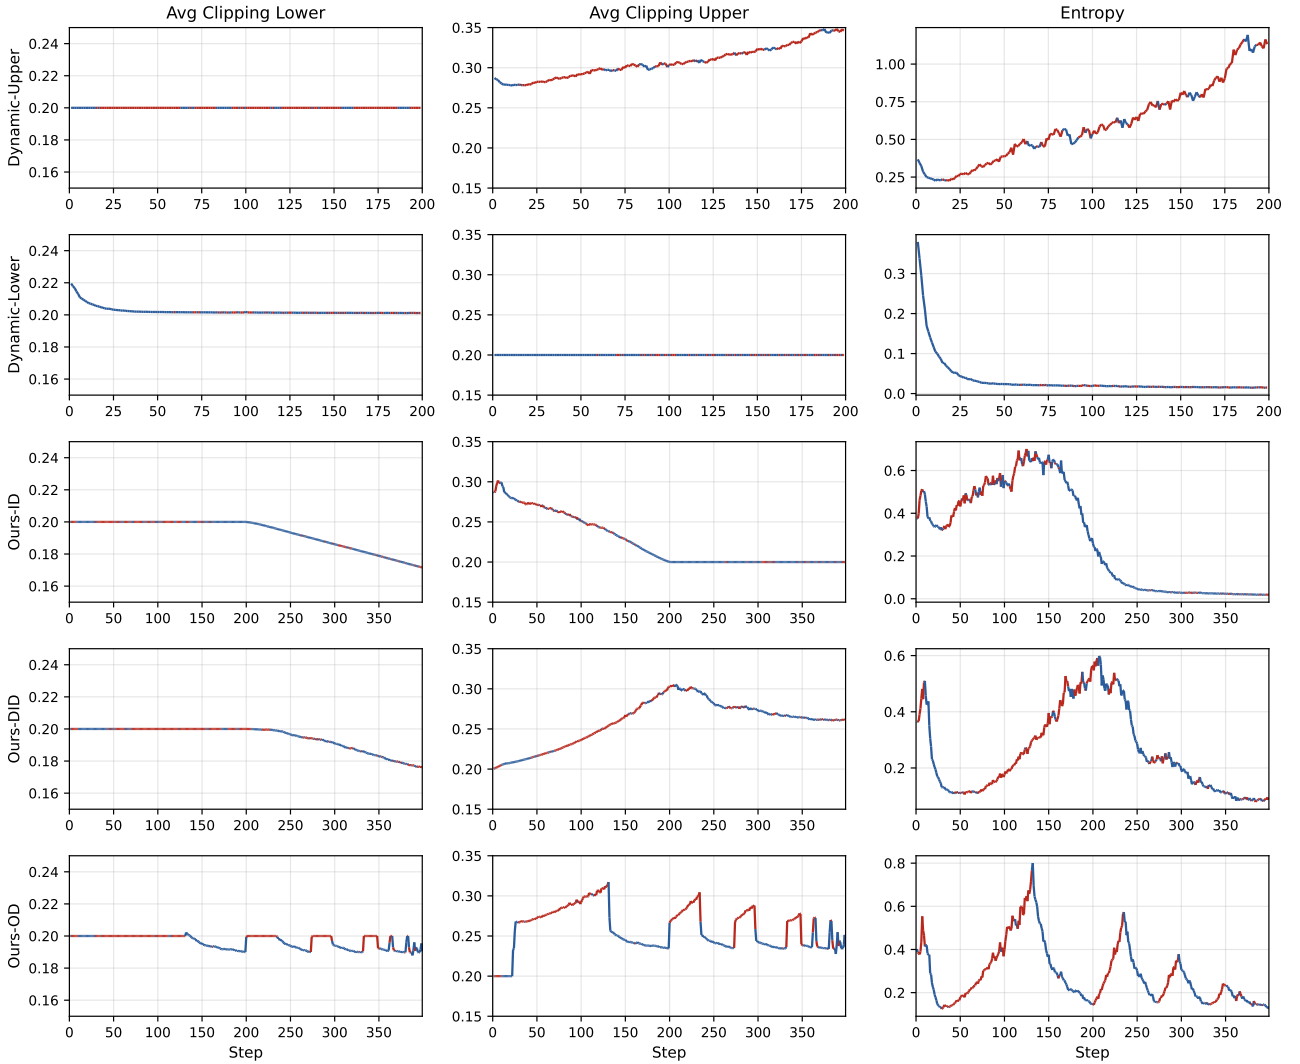 Avg Clipping Lower Avg Clipping Upper Entropy
Dynamic-Upper
0.24 0.22 0.20 0.18 0.16
0 25 50 75 100 125 150 175 200
0.35 0.30 0.25 0.20 0.15
0 25 50 75 100 125 150 175 200
1.00 0.75 0.50 0.25
0 25 50 75 100 125 150 175 200
Dynamic-Lower
0.24 0.22 0.20 0.18 0.16
0 25 50 75 100 125 150 175 200
0.35 0.30 0.25 0.20 0.15
0 25 50 75 100 125 150 175 200
0.3 0.2 0.1 0.0
0 25 50 75 100 125 150 175 200
Ours-ID
0.24 0.22 0.20 0.18 0.16
0 50 100 150 200 250 300 350
0.35 0.30 0.25 0.20 0.15
0 50 100 150 200 250 300 350
0.6 0.4 0.2 0.0
0 50 100 150 200 250 300 350
Ours-DID
0.24 0.22 0.20 0.18 0.16
0 50 100 150 200 250 300 350
0.35 0.30 0.25 0.20 0.15
0 50 100 150 200 250 300 350
0.6 0.4 0.2
0 50 100 150 200 250 300 350
Ours-OD
0.24 0.22 0.20 0.18 0.16
0 50 100 150 200 250 300 350
Step
0.35 0.30 0.25 0.20 0.15
0 50 100 150 200 250 300 350
Step
0.8 0.6 0.4 0.2
0 50 100 150 200 250 300 350
Step